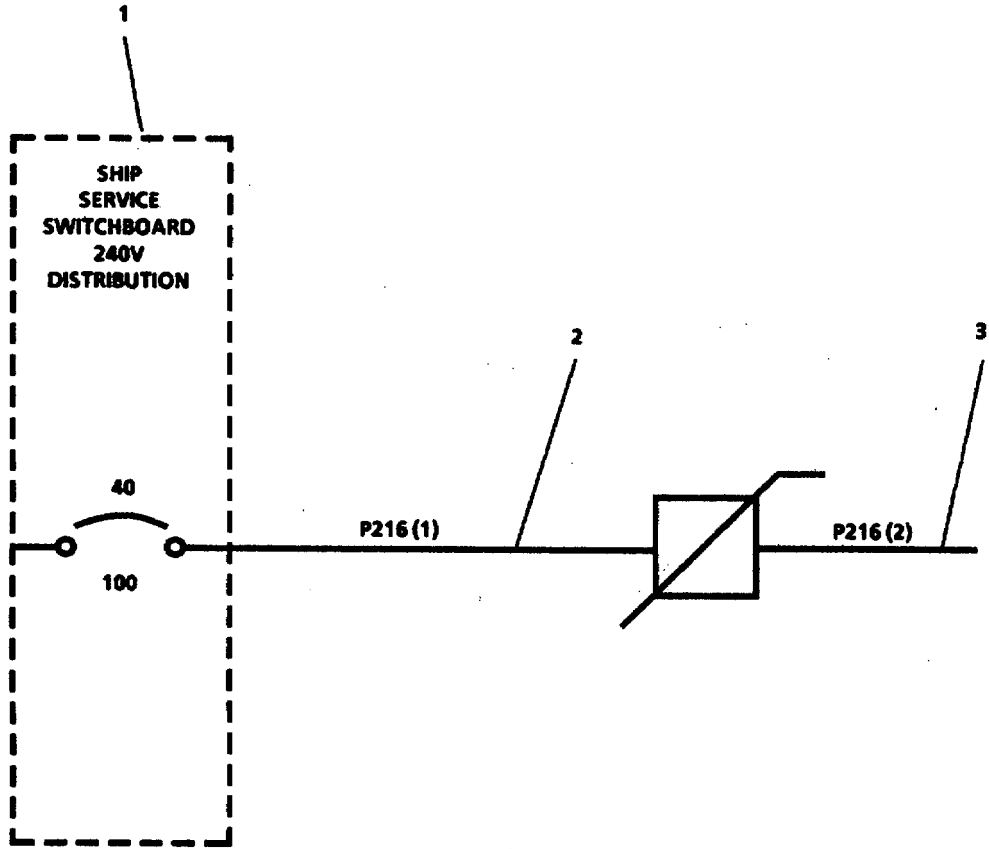 1
SHIP
SERVICE
SWITCHBOARD
240V
DISTRIBUTION
2
3
40
P216 (1)
P216 (2)
100